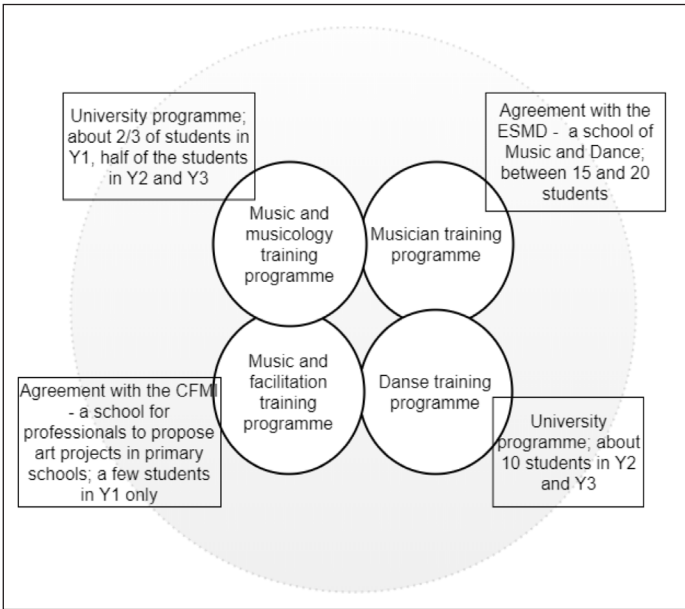 University programme;
about 2/3 of students in
Y1, half of the students
in Y2 and Y3
Agreement with the
ESMD - a school of
Music and Dance;
between 15 and 20
students
Music and
musicology
training
programme
Musician training
programme
Music and
facilitation
training
programme
Danse training
programme
Agreement with the CFMI
- a school for
professionals to propose
art projects in primary
schools; a few students
in Y1 only
University
programme; about
10 students in Y2
and Y3